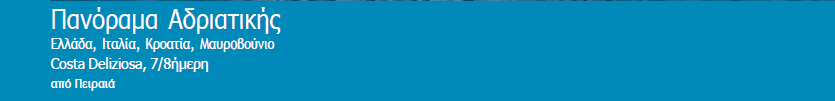 Πανόραμα Αδριατικής
Ελλάδα, Ιταλία, Κροατία, Μαυροβούνιο
Costa Deliziosa, 7/8ήμερη
από Πειραιά